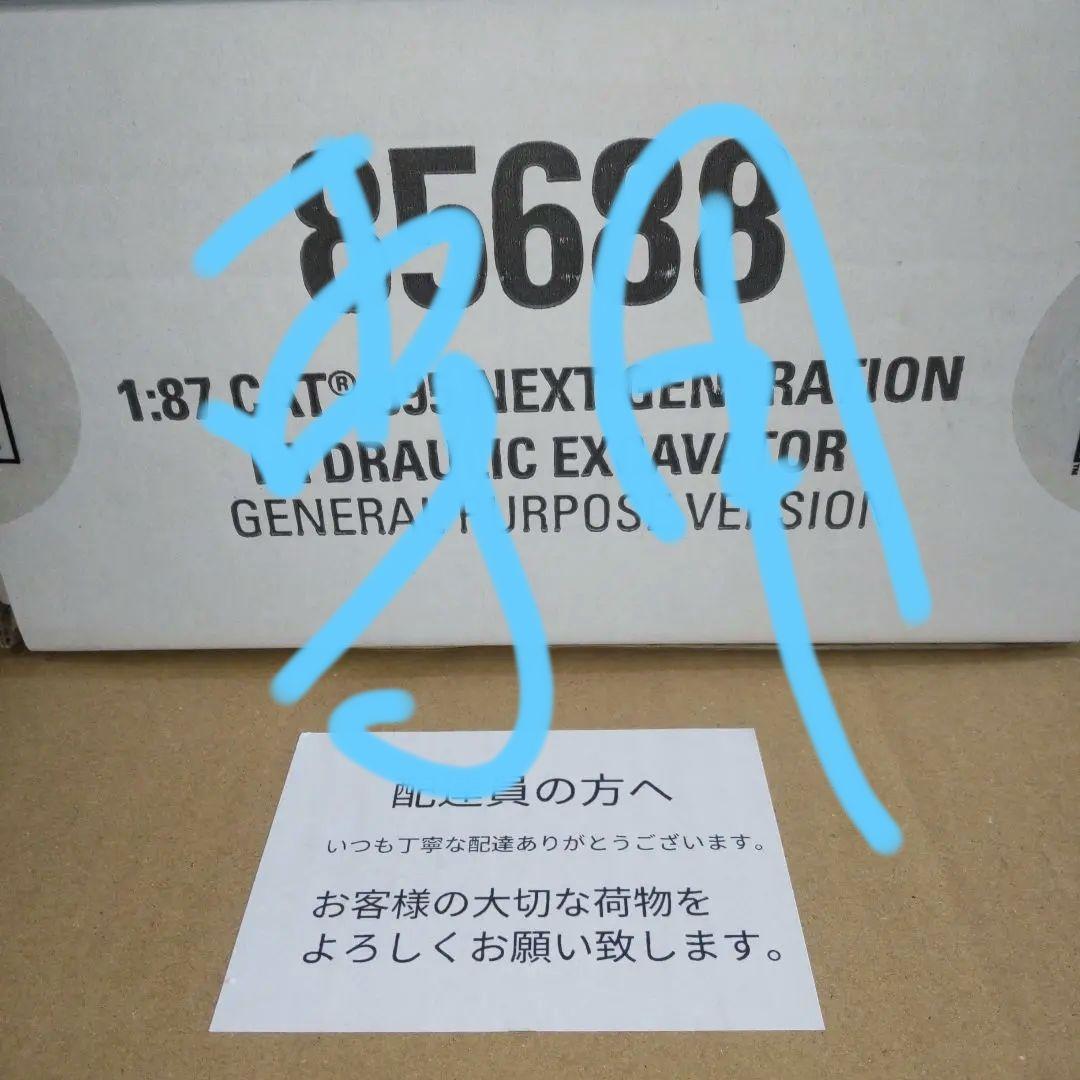 85688
1:87 CAT® 395 NEXT GENERATION
HYDRAULIC EXCAVATOR
GENERAL PURPOSE VERSION
配達員の方へ
いつも丁寧な配達ありがとうございます。
お客様の大切な荷物を
よろしくお願い致します。